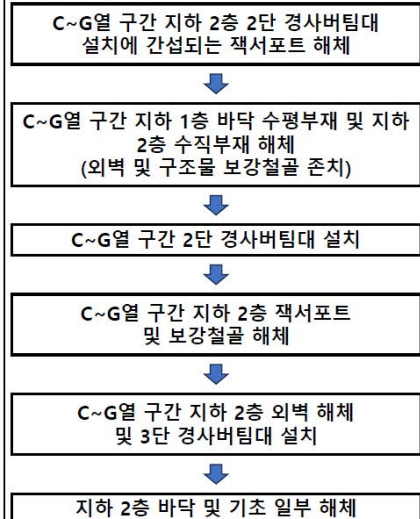 C~G열 구간 지하 2층 2단 경사버팀대
설치에 간섭되는 잭서포트 해체
C~G열 구간 지하 1층 바닥 수평부재 및 지하
2층 수직부재 해체
(외벽 및 구조물 보강철골 존치)
C~G열 구간 2단 경사버팀대 설치
C~G열 구간 지하 2층 잭서포트
및 보강철골 해체
C~G열 구간 지하 2층 외벽 해체
및 3단 경사버팀대 설치
지하 2층 바닥 및 기초 일부 해체